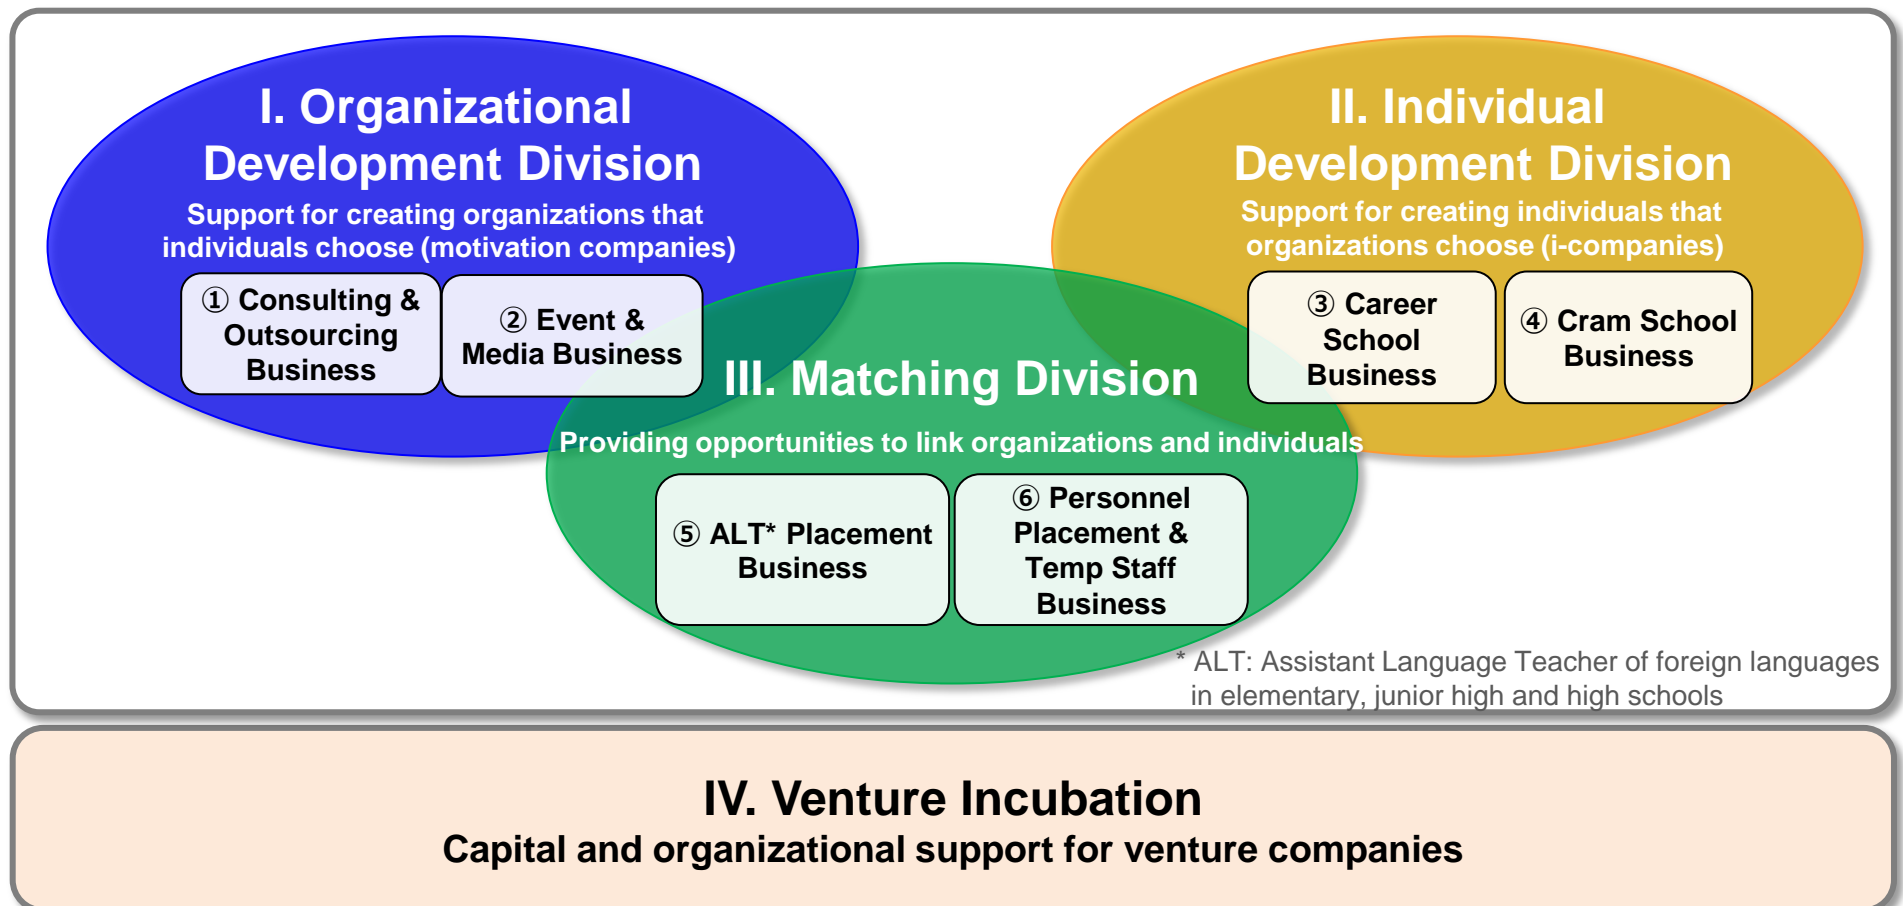 I. Organizational
Development Division
Support for creating organizations that
individuals choose (motivation companies)
① Consulting &
Outsourcing
Business
② Event &
Media Business
II. Individual
Development Division
Support for creating individuals that
organizations choose (i-companies)
③ Career
School
Business
④ Cram School
Business
III. Matching Division
Providing opportunities to link organizations and individuals
⑤ ALT* Placement
Business
⑥ Personnel
Placement &
Temp Staff
Business
* ALT: Assistant Language Teacher of foreign languages
in elementary, junior high and high schools
IV. Venture Incubation
Capital and organizational support for venture companies